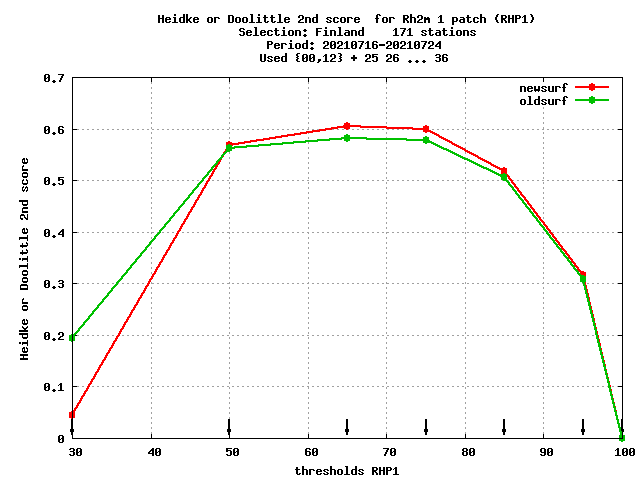 Heidke or Doolittle 2nd score  for Rh2m 1 patch (RHP1)
Selection: Finland    171 stations
Period: 20210716-20210724
Used {00,12} + 25 26 ... 36
newsurf
oldsurf
0.7
0.6
0.5
0.4
0.3
0.2
0.1
0
Heidke or Doolittle 2nd score
30 40 50 60 70 80 90 100
thresholds RHP1